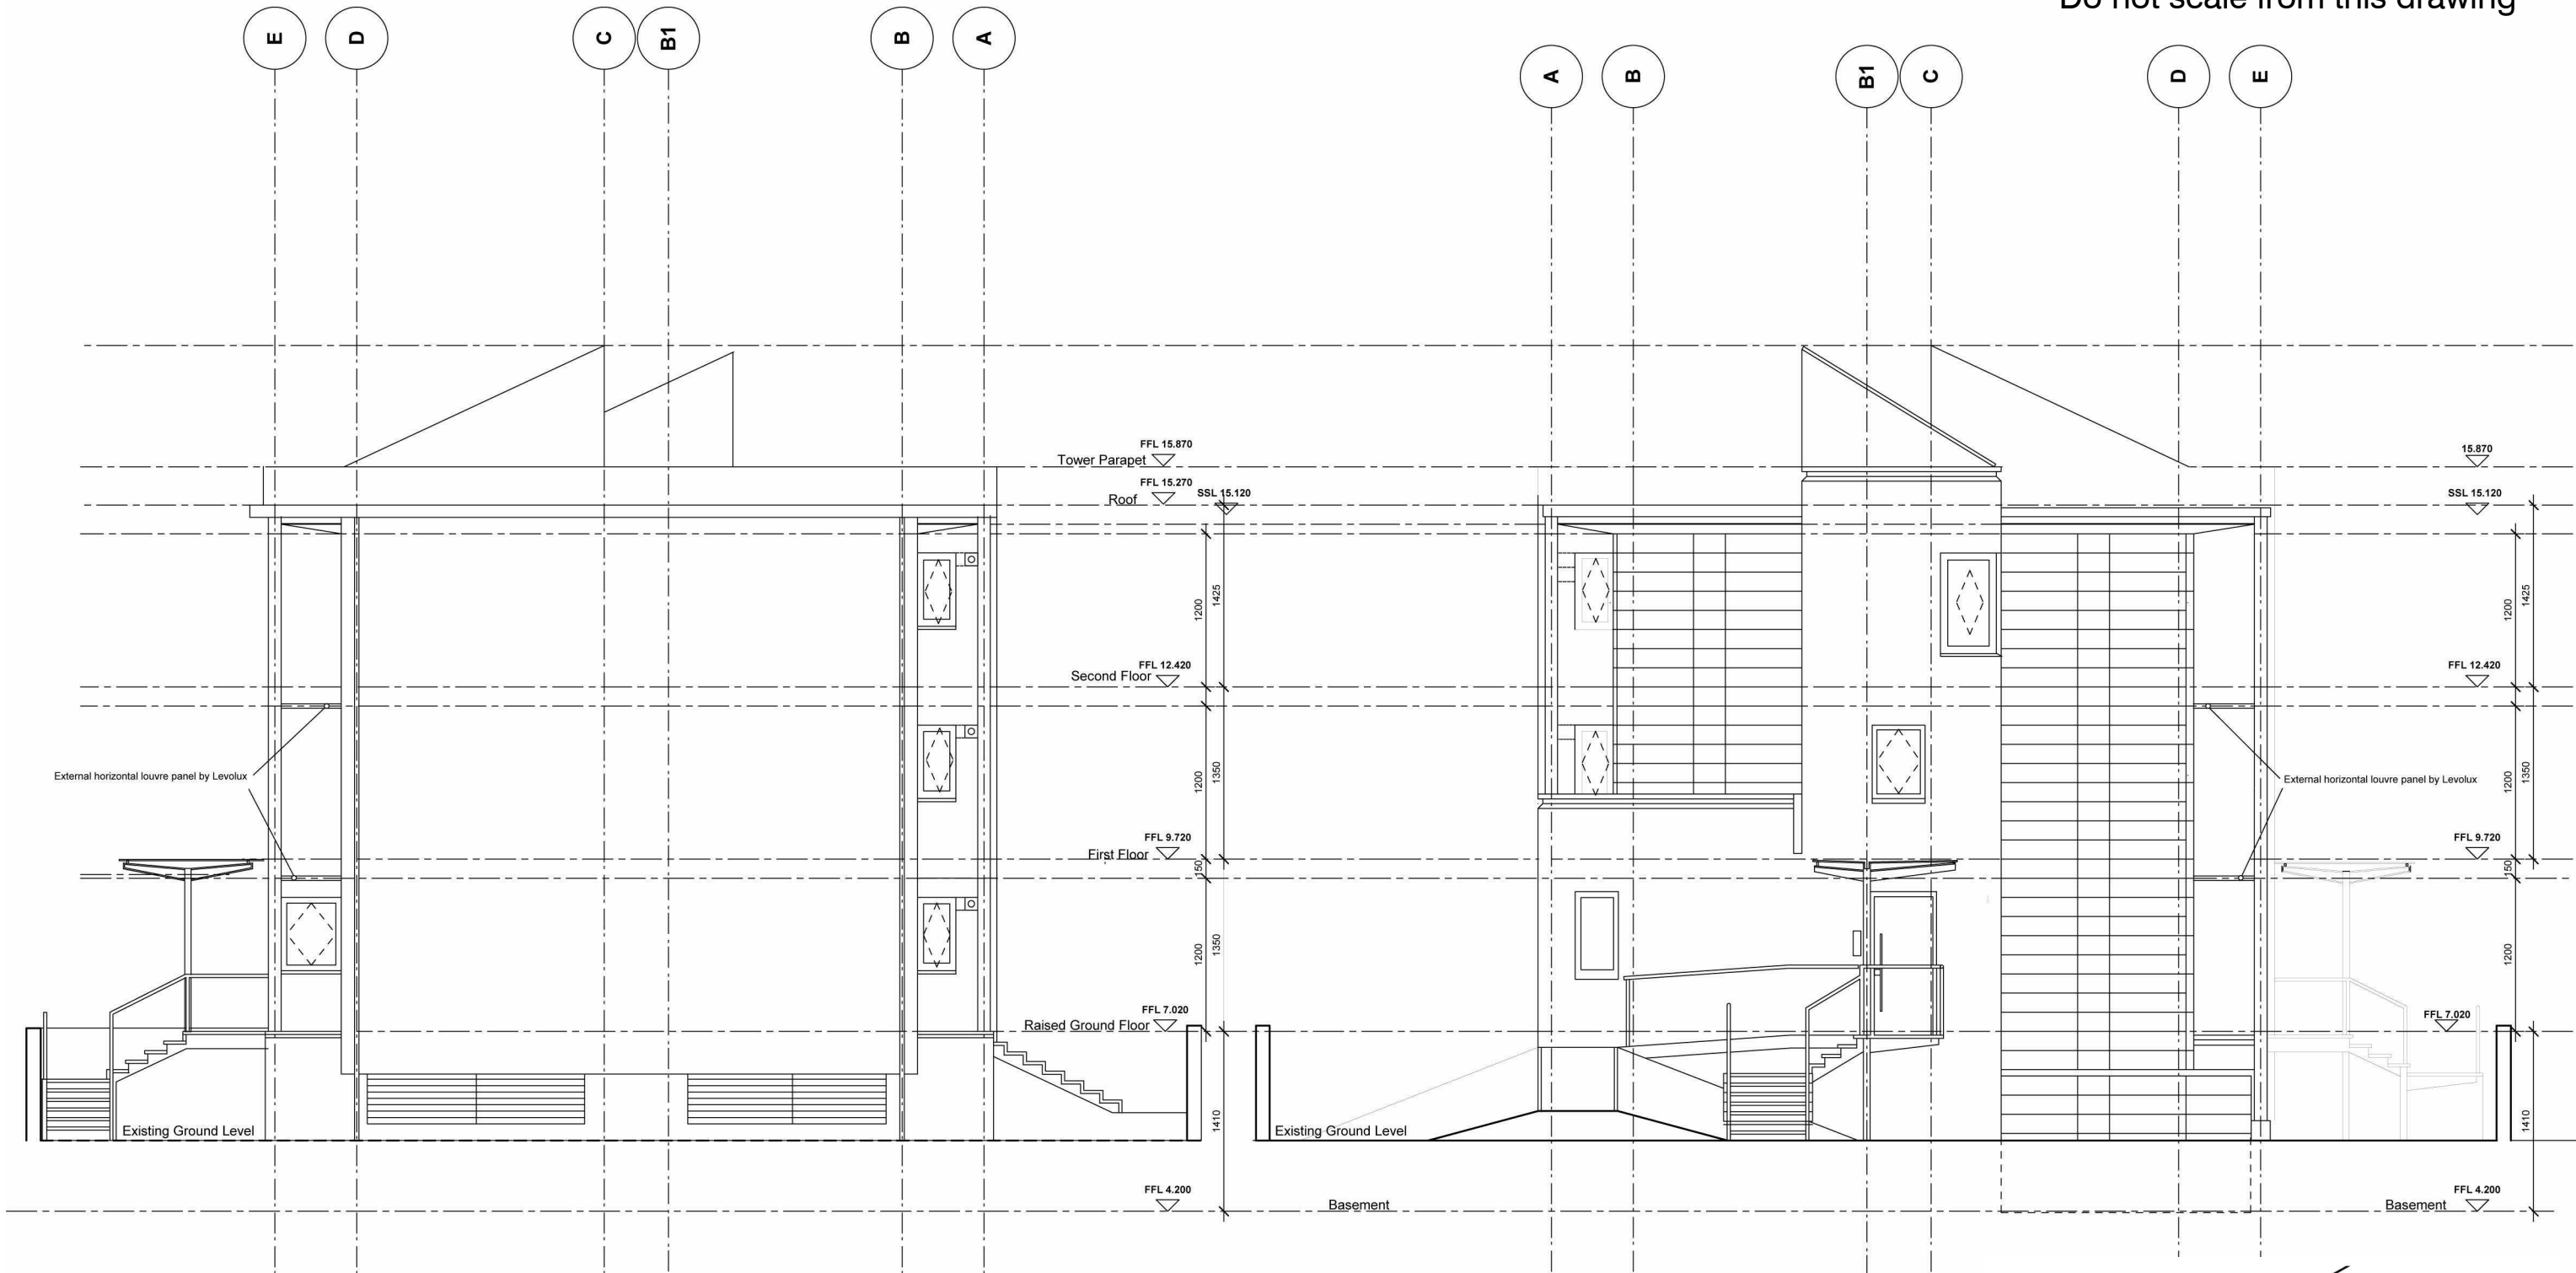 Do not scale from this drawing
E
D
C
B1
B
A
A
B
B1
C
D
E
FFL 15.870
Tower Parapet
FFL 15.270
Roof
SSL 15.120
1200
1425
FFL 12.420
Second Floor
1200
1350
External horizontal louvre panel by Levolux
FFL 9.720
First Floor
150
1200
1350
FFL 7.020
Raised Ground Floor
1410
Existing Ground Level
FFL 4.200
15.870
SSL 15.120
1200
1425
FFL 12.420
1200
1350
External horizontal louvre panel by Levolux
FFL 9.720
150
1200
FFL 7.020
1410
Existing Ground Level
Basement
Basement
FFL 4.200